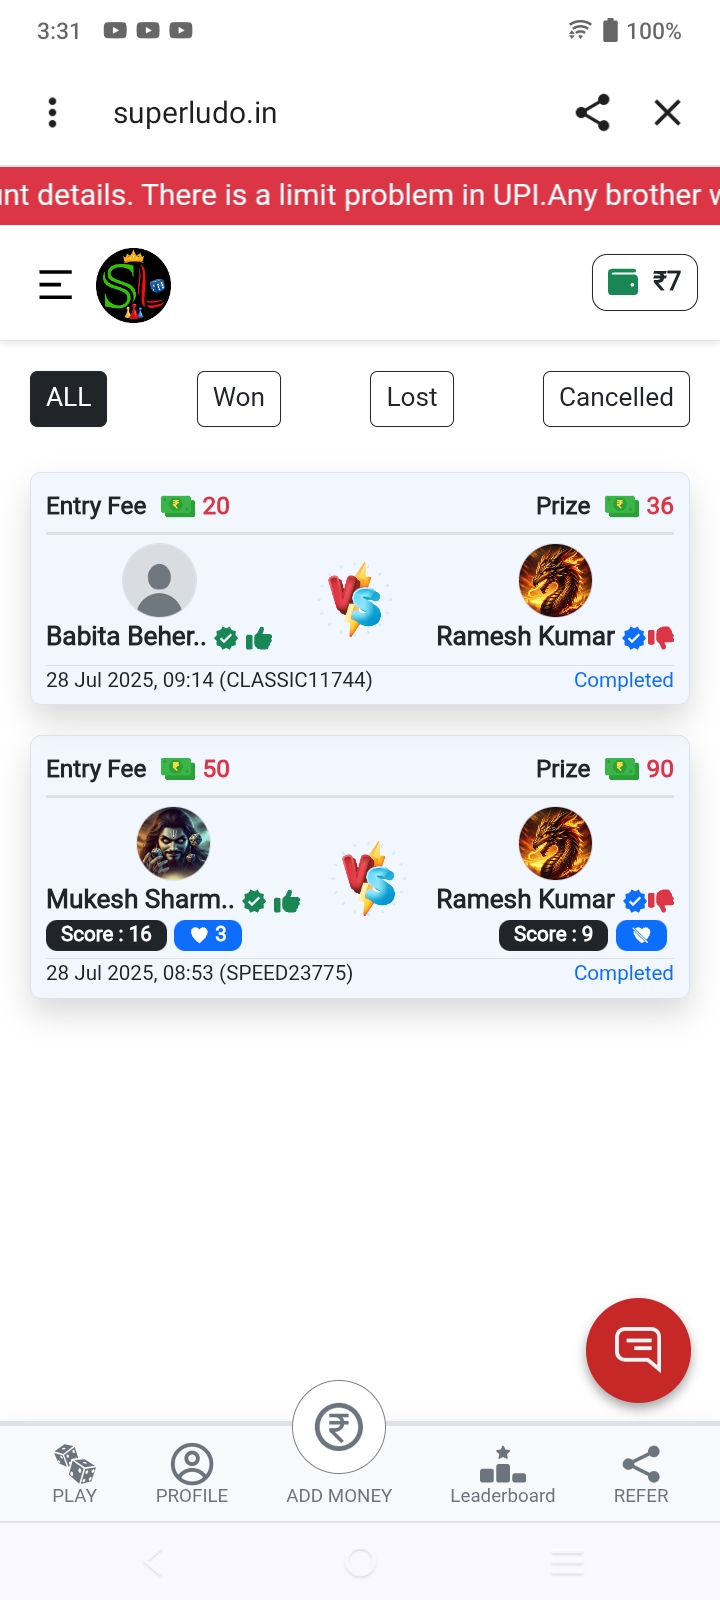 3:31 100%
superludo.in
nt details. There is a limit problem in UPI.Any brother
SL ₹7
ALL Won Lost Cancelled
Entry Fee 20 Prize 36
VS
Babita Beher.. Ramesh Kumar
28 Jul 2025, 09:14 (CLASSIC11744) Completed
Entry Fee 50 Prize 90
VS
Mukesh Sharm.. Ramesh Kumar
Score : 16 3 Score : 9
28 Jul 2025, 08:53 (SPEED23775) Completed
PLAY PROFILE ADD MONEY Leaderboard REFER